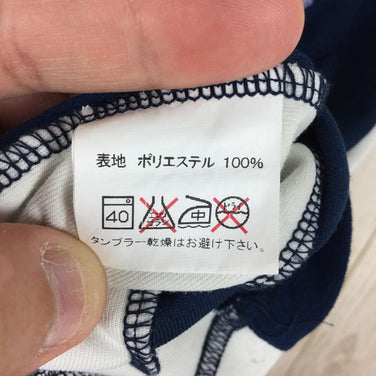 表地 ポリエステル 100%
40 中
タンブラー乾燥はお避け下さい。